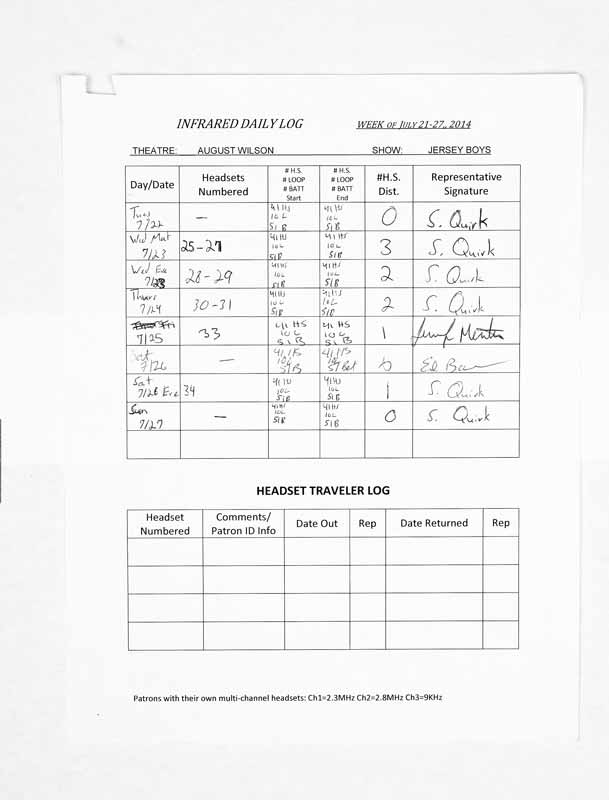 INFRARED DAILY LOG WEEK OF JULY 21-27,, 2014
THEATRE: AUGUST WILSON SHOW: JERSEY BOYS
Day/Date
Headsets
Numbered
# H.S.
# LOOP
# BATT
Start
# H.S.
# LOOP
# BATT
End
#H.S.
Dist.
Representative
Signature
Tues
7/22
—
41 HS
10 L
51 B
41 HS
10 L
51 B
0
S. Quirk
Wed Mat
7/23
25-27
41 HS
10 L
51 B
41 HS
10 L
51 B
3
S. Quirk
Wed Eve
7/23
28-29
41 HS
10 L
51 B
41 HS
10 L
51 B
2
S. Quirk
Thurs
7/24
30-31
41 HS
10 L
51 B
41 HS
10 L
51 B
2
S. Quirk
Fri
7/25
33
41 HS
10 L
51 B
41 HS
10 L
51 B
1
Sat
7/26
—
41 HS
10 L
51 B
41 HS
10 L
51 Bat
0
Ed
Sat
7/26 Eve
34
41 HS
10 L
51 B
41 HS
10 L
51 B
1
S. Quirk
Sun
7/27
—
41 HS
10 L
51 B
41 HS
10 L
51 B
0
S. Quirk
HEADSET TRAVELER LOG
Headset
Numbered
Comments/
Patron ID Info
Date Out
Rep
Date Returned
Rep
Patrons with their own multi-channel headsets: Ch1=2.3MHz Ch2=2.8MHz Ch3=9KHz